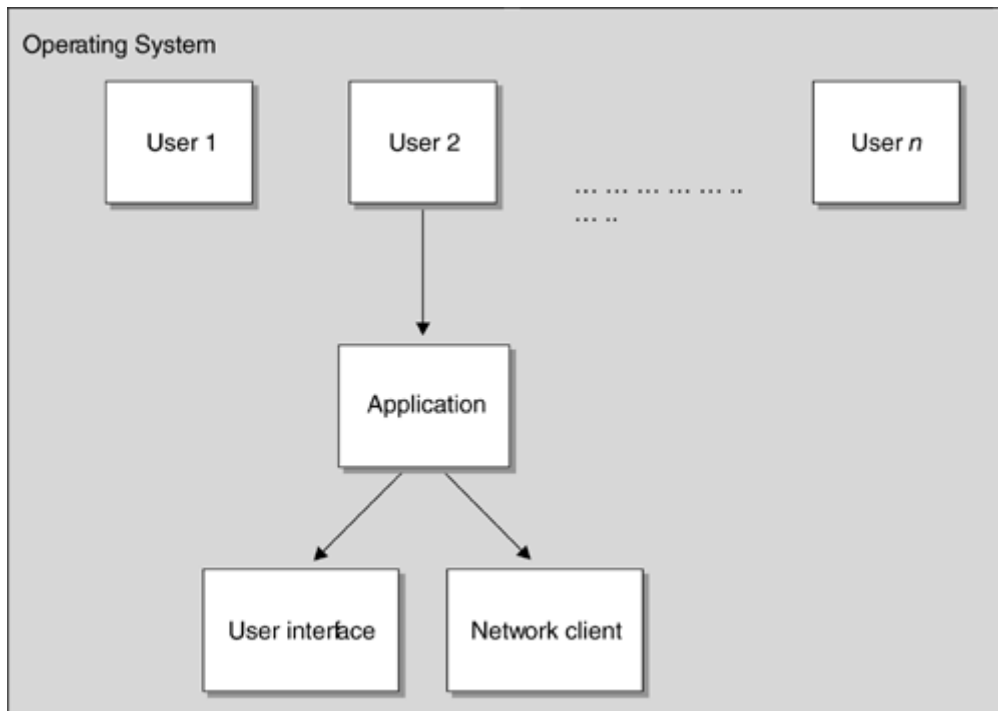 Operating System
User 1
User 2
User n
... ... ... ... ... ..
... ..
Application
User interface
Network client